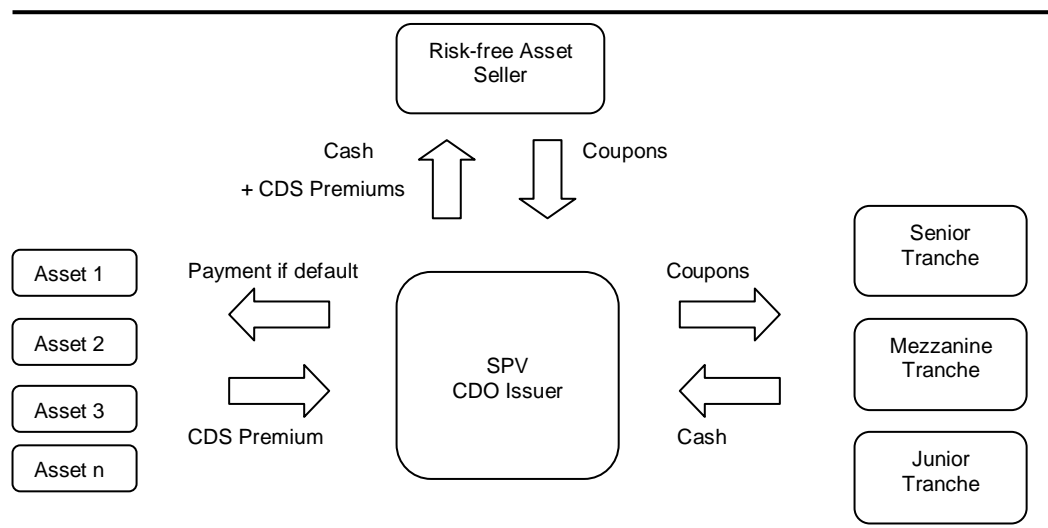 Risk-free Asset
Seller
Cash
+ CDS Premiums
Coupons
Asset 1
Asset 2
Asset 3
Asset n
Payment if default
CDS Premium
SPV
CDO Issuer
Coupons
Cash
Senior
Tranche
Mezzanine
Tranche
Junior
Tranche